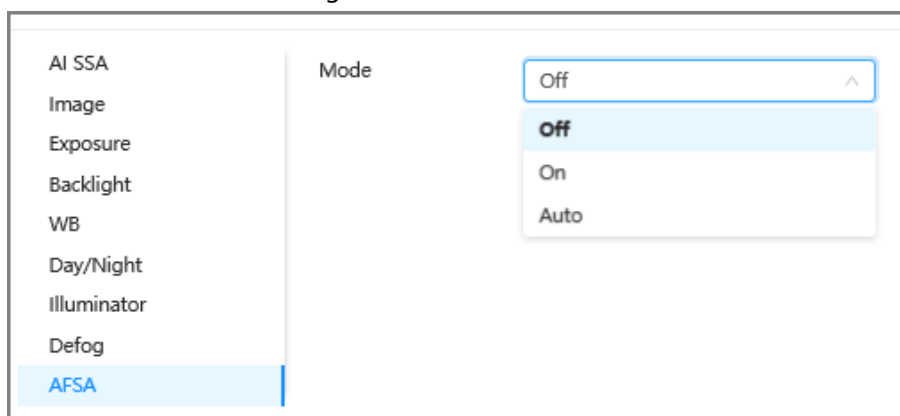 AI SSA
Image
Exposure
Backlight
WB
Day/Night
Illuminator
Defog
AFSA
Mode
Off
Off
On
Auto